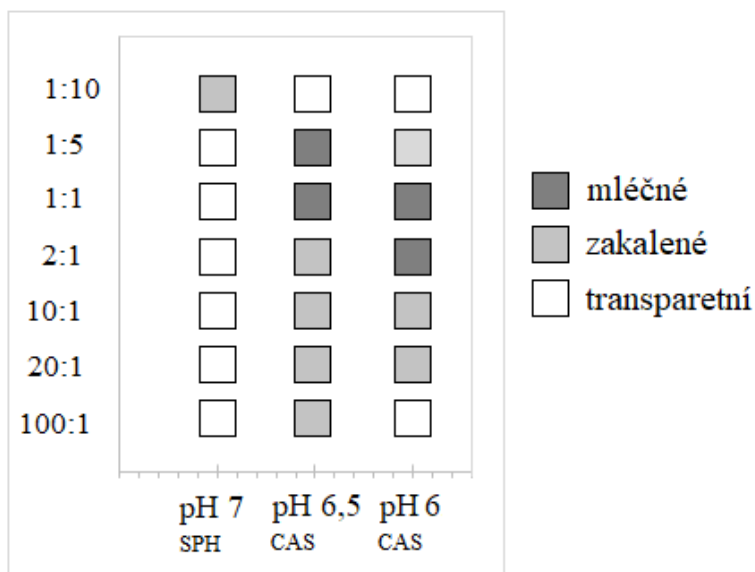 1:10
1:5
1:1
2:1
10:1
20:1
100:1
pH 7 pH 6,5 pH 6
SPH CAS CAS
mléčné
zakalené
transparetní